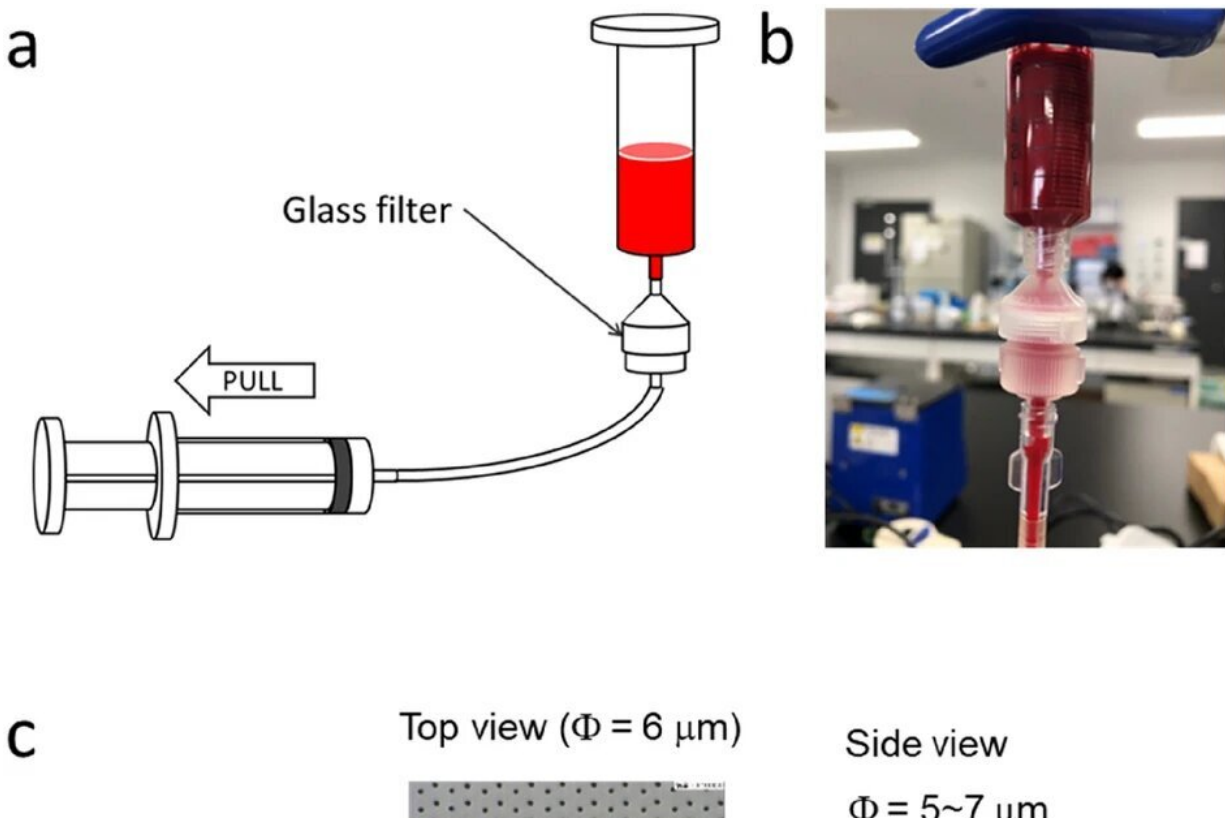 a
b
Glass filter
PULL
c
Top view (Φ = 6 μm)
Side view
Φ = 5~7 μm